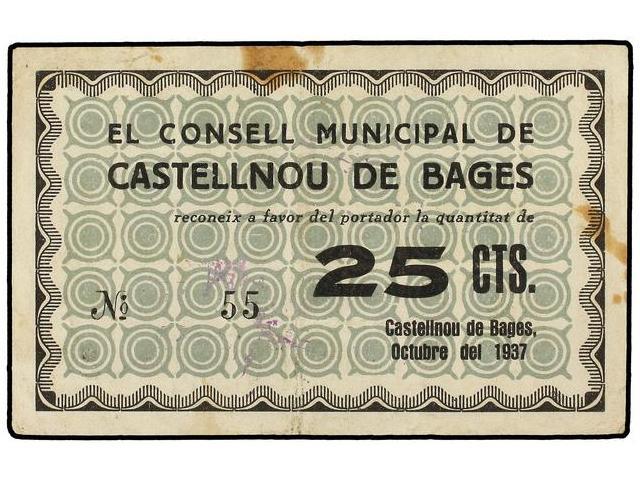 EL CONSELL MUNICIPAL DE
CASTELLNOU DE BAGES
reconeix a favor del portador la quantitat de
25 CTS.
Nº 55
Castellnou de Bages,
Octubre del 1937